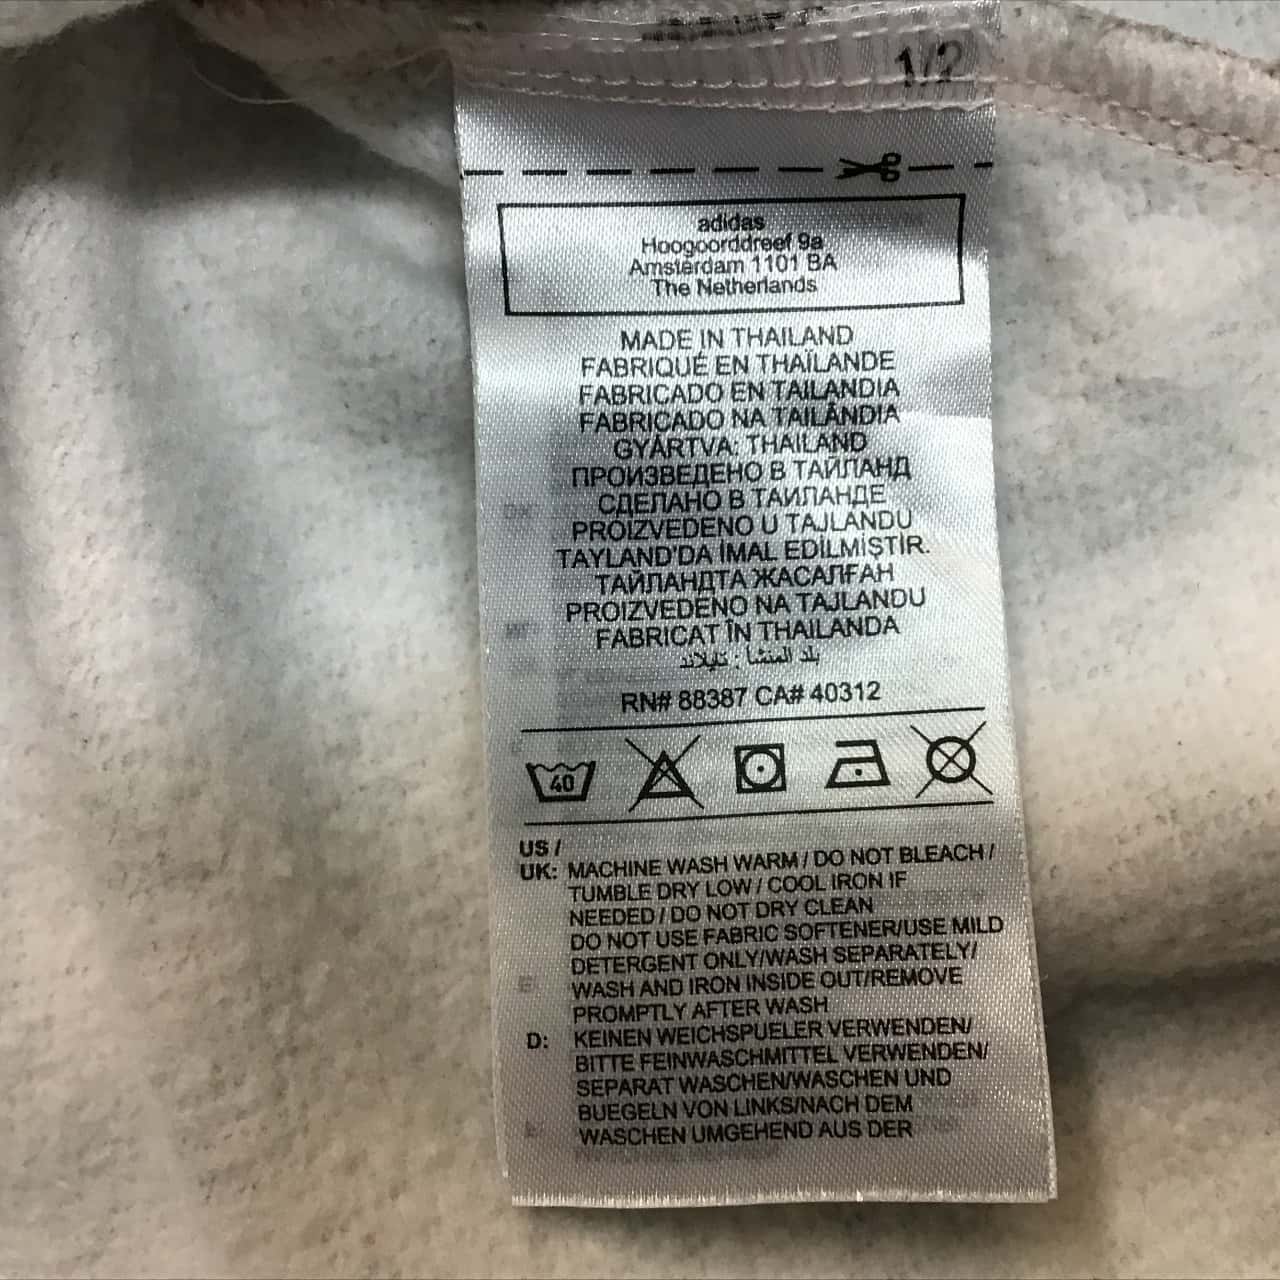 1/2
adidas
Hoogoorddreef 9a
Amsterdam 1101 BA
The Netherlands
MADE IN THAILAND
FABRIQUÉ EN THAÏLANDE
FABRICADO EN TAILANDIA
FABRICADO NA TAILÂNDIA
GYÁRTVA: THAILAND
ПРОИЗВЕДЕНО В ТАЙЛАНД
СДЕЛАНО В ТАИЛАНДЕ
PROIZVEDENO U TAJLANDU
TAYLAND'DA İMAL EDİLMİŞTİR.
ТАЙЛАНДТА ЖАСАЛҒАН
PROIZVEDENO NA TAJLANDU
FABRICAT ÎN THAILANDA
بلد المنشأ : تايلاند
RN# 88387 CA# 40312
40
US /
UK: MACHINE WASH WARM / DO NOT BLEACH /
TUMBLE DRY LOW / COOL IRON IF
NEEDED / DO NOT DRY CLEAN
DO NOT USE FABRIC SOFTENER/USE MILD
DETERGENT ONLY/WASH SEPARATELY/
WASH AND IRON INSIDE OUT/REMOVE
PROMPTLY AFTER WASH
D: KEINEN WEICHSPUELER VERWENDEN/
BITTE FEINWASCHMITTEL VERWENDEN/
SEPARAT WASCHEN/WASCHEN UND
BUEGELN VON LINKS/NACH DEM
WASCHEN UMGEHEND AUS DER